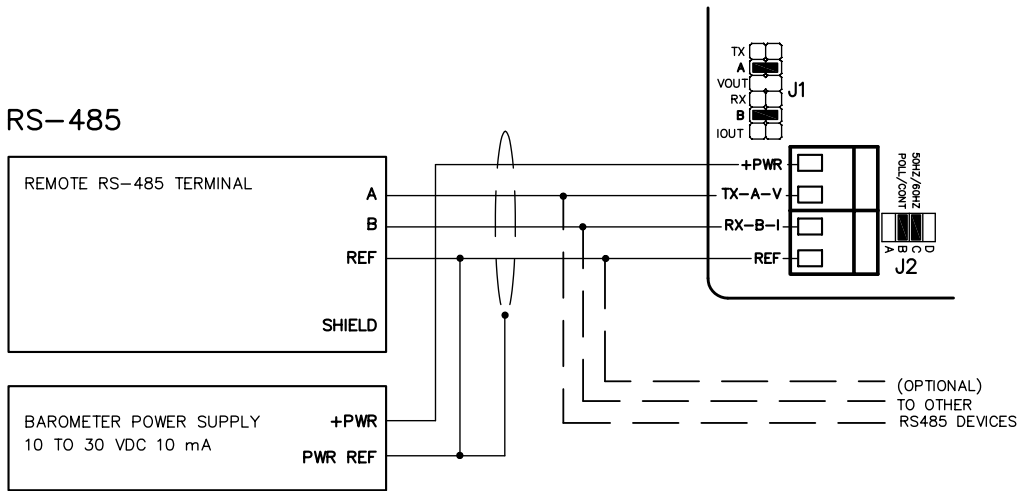 RS-485
REMOTE RS-485 TERMINAL
A
B
REF
SHIELD
BAROMETER POWER SUPPLY
10 TO 30 VDC 10 mA
+PWR
PWR REF
TX
A
VOUT
RX
B
IOUT
J1
+PWR
TX-A-V
RX-B-I
REF
50HZ/60HZ
POLL/CONT
A
B
C
D
J2
(OPTIONAL)
TO OTHER
RS485 DEVICES